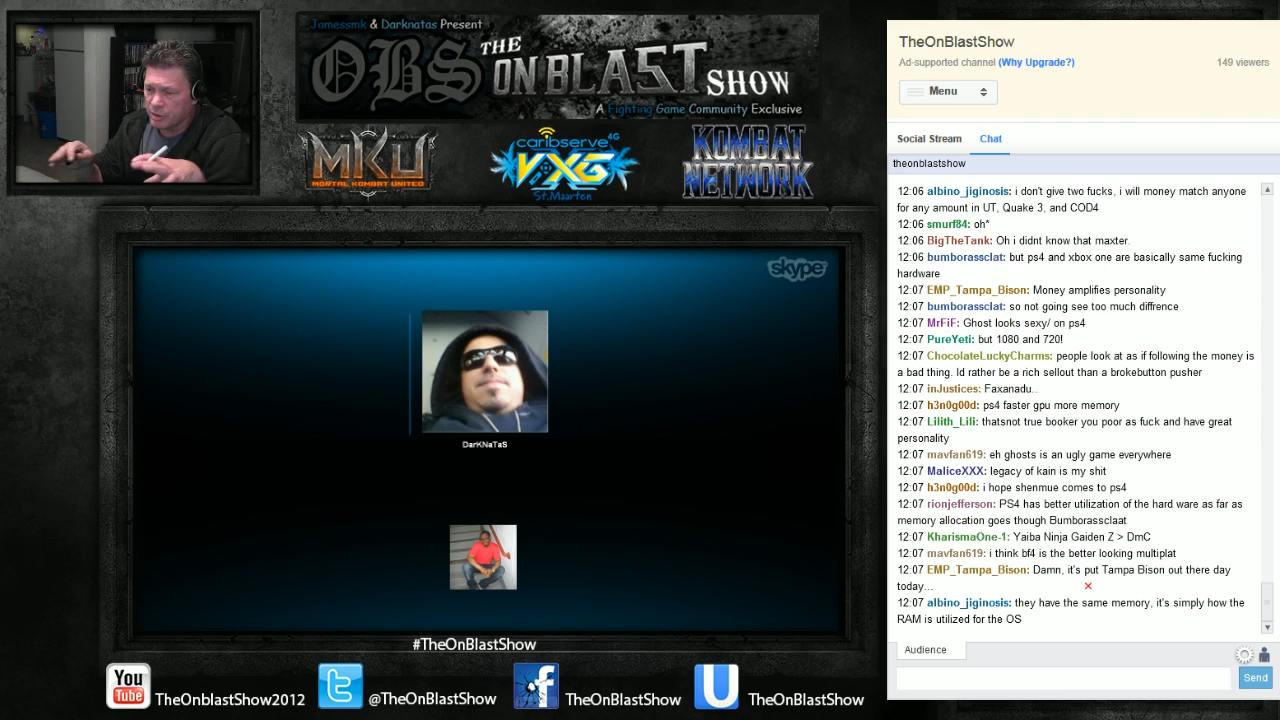 Jamessmk & Darknatas Present
OBS THE ON BLAST SHOW
A Fighting Game Community Exclusive
MKU
MORTAL KOMBAT UNITED
caribserve 4G
VXG
St.Maarten
KOMBAT
NETWORK
skype
DarKNaTaS
#TheOnBlastShow
You
Tube
TheOnblastShow2012
t
@TheOnBlastShow
f
TheOnBlastShow
U
TheOnBlastShow
TheOnBlastShow
Ad-supported channel (Why Upgrade?)
149 viewers
Menu
Social Stream
Chat
theonblastshow
12:06 albino_jiginosis: i don't give two fucks, i will money match anyone
for any amount in UT, Quake 3, and COD4
12:06 smurf84: oh*
12:06 BigTheTank: Oh i didnt know that maxter.
12:06 bumborassclat: but ps4 and xbox one are basically same fucking
hardware
12:07 EMP_Tampa_Bison: Money amplifies personality
12:07 bumborassclat: so not going see too much diffrence
12:07 MrFiF: Ghost looks sexy/ on ps4
12:07 PureYeti: but 1080 and 720!
12:07 ChocolateLuckyCharms: people look at as if following the money is
a bad thing. Id rather be a rich sellout than a brokebutton pusher
12:07 inJustices: Faxanadu..
12:07 h3n0g00d: ps4 faster gpu more memory
12:07 Lilith_Lili: thatsnot true booker you poor as fuck and have great
personality
12:07 mavfan619: eh ghosts is an ugly game everywhere
12:07 MaliceXXX: legacy of kain is my shit
12:07 h3n0g00d: i hope shenmue comes to ps4
12:07 rionjefferson: PS4 has better utilization of the hard ware as far as
memory allocation goes though Bumborassclaat
12:07 KharismaOne-1: Yaiba Ninja Gaiden Z > DmC
12:07 mavfan619: i think bf4 is the better looking multiplat
12:07 EMP_Tampa_Bison: Damn, it's put Tampa Bison out there day
today...
12:07 albino_jiginosis: they have the same memory, it's simply how the
RAM is utilized for the OS
Audience
Send